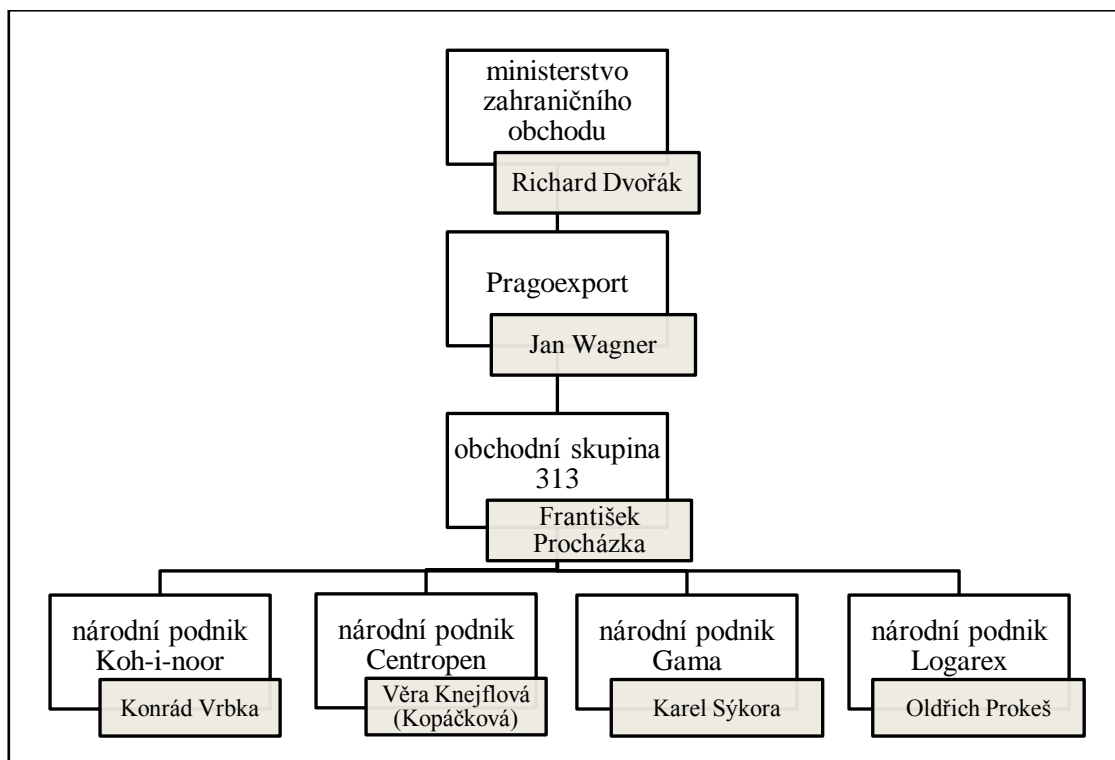 ministerstvo
zahraničního
obchodu
Richard Dvořák
Pragoexport
Jan Wagner
obchodní skupina
313
František
Procházka
národní podnik
Koh-i-noor
Konrád Vrbka
národní podnik
Centropen
Věra Knejflová
(Kopáčková)
národní podnik
Gama
Karel Sýkora
národní podnik
Logarex
Oldřich Prokeš